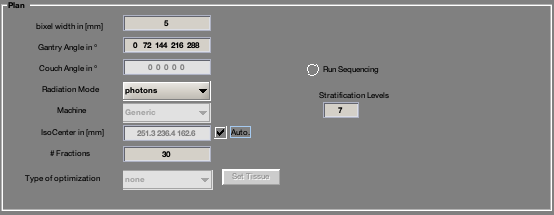 Plan
bixel width in [mm] 5
Gantry Angle in ° 0 72 144 216 288
Couch Angle in ° 0 0 0 0 0
Run Sequencing
Radiation Mode photons
Stratification Levels
Machine Generic
7
IsoCenter in [mm] 251.3 236.4 162.6 Auto.
# Fractions 30
Type of optimization none Set Tissue